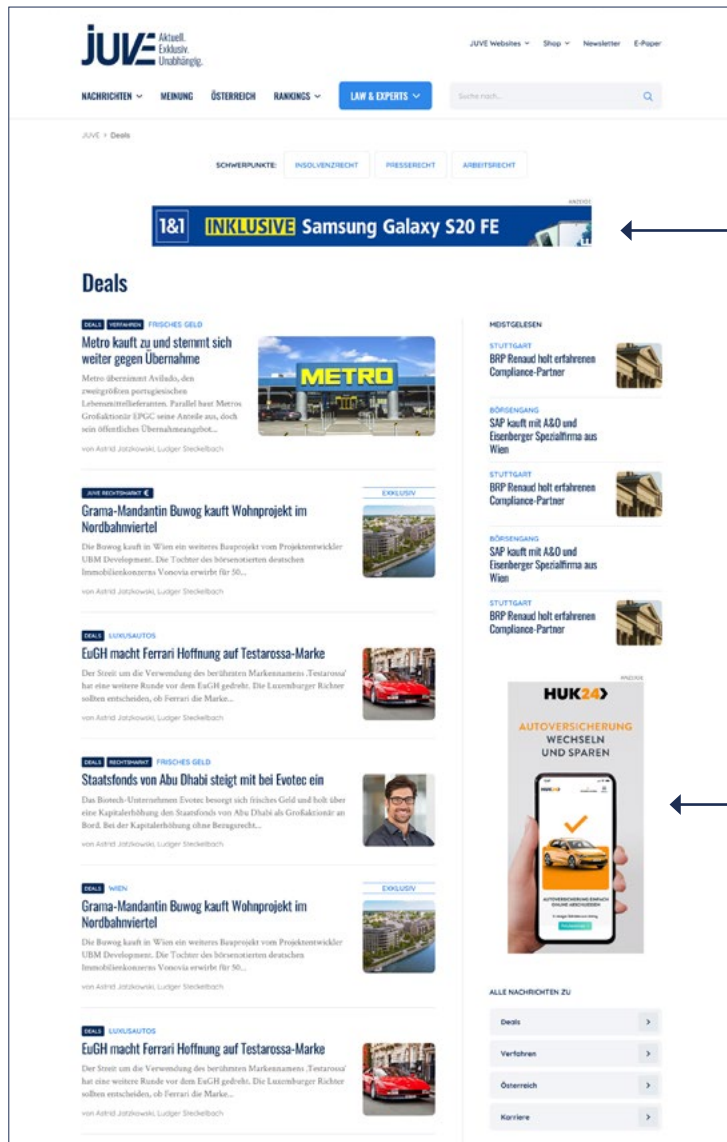 JUVE
Aktuell.
Exklusiv.
Unabhängig.
JUVE Websites Shop Newsletter E-Paper
NACHRICHTEN MEINUNG ÖSTERREICH RANKINGS LAW & EXPERTS Suche nach...
JUVE > Deals
SCHWERPUNKTE: INSOLVENZRECHT PRESSERECHT ARBEITSRECHT
ANZEIGE
1&1 INKLUSIVE Samsung Galaxy S20 FE
Deals
DEALS VERFAHREN FRISCHES GELD
Metro kauft zu und stemmt sich
weiter gegen Übernahme
Metro übernimmt Aviludo, den
zweitgrößten portugiesischen
Lebensmittellieferanten. Parallel baut Metros
Großaktionär EPGC seine Anteile aus, doch
sein öffentliches Übernahmeangebot...
von Astrid Jatzkowski, Ludger Steckelbach
METRO
JUVE RECHTSMARKT €
EXKLUSIV
Grama-Mandantin Buwog kauft Wohnprojekt im
Nordbahnviertel
Die Buwog kauft in Wien ein weiteres Bauprojekt vom Projektentwickler
UBM Development. Die Tochter des börsenotierten deutschen
Immobilienkonzerns Vonovia erwirbt für 50...
von Astrid Jatzkowski, Ludger Steckelbach
DEALS LUXUSAUTOS
EuGH macht Ferrari Hoffnung auf Testarossa-Marke
Der Streit um die Verwendung des berühmten Markennamens ‚Testarossa'
hat eine weitere Runde vor dem EuGH gedreht. Die Luxemburger Richter
sollten entscheiden, ob Ferrari die Marke...
von Astrid Jatzkowski, Ludger Steckelbach
DEALS RECHTSMARKT FRISCHES GELD
Staatsfonds von Abu Dhabi steigt mit bei Evotec ein
Das Biotech-Unternehmen Evotec besorgt sich frisches Geld und holt über
eine Kapitalerhöhung den Staatsfonds von Abu Dhabi als Großaktionär an
Bord. Bei der Kapitalerhöhung ohne Bezugsrecht...
von Astrid Jatzkowski, Ludger Steckelbach
DEALS WIEN
EXKLUSIV
Grama-Mandantin Buwog kauft Wohnprojekt im
Nordbahnviertel
Die Buwog kauft in Wien ein weiteres Bauprojekt vom Projektentwickler
UBM Development. Die Tochter des börsenotierten deutschen
Immobilienkonzerns Vonovia erwirbt für 50...
von Astrid Jatzkowski, Ludger Steckelbach
DEALS LUXUSAUTOS
EuGH macht Ferrari Hoffnung auf Testarossa-Marke
Der Streit um die Verwendung des berühmten Markennamens ‚Testarossa'
hat eine weitere Runde vor dem EuGH gedreht. Die Luxemburger Richter
sollten entscheiden, ob Ferrari die Marke...
von Astrid Jatzkowski, Ludger Steckelbach
MEISTGELESEN
STUTTGART
BRP Renaud holt erfahrenen
Compliance-Partner
BÖRSENGANG
SAP kauft mit A&O und
Eisenberger Spezialfirma aus
Wien
STUTTGART
BRP Renaud holt erfahrenen
Compliance-Partner
BÖRSENGANG
SAP kauft mit A&O und
Eisenberger Spezialfirma aus
Wien
STUTTGART
BRP Renaud holt erfahrenen
Compliance-Partner
ANZEIGE
HUK24
AUTOVERSICHERUNG
WECHSELN
UND SPAREN
HUK24
AUTOVERSICHERUNG EINFACH
ONLINE ABSCHLIESSEN
ALLE NACHRICHTEN ZU
Deals
Verfahren
Österreich
Karriere